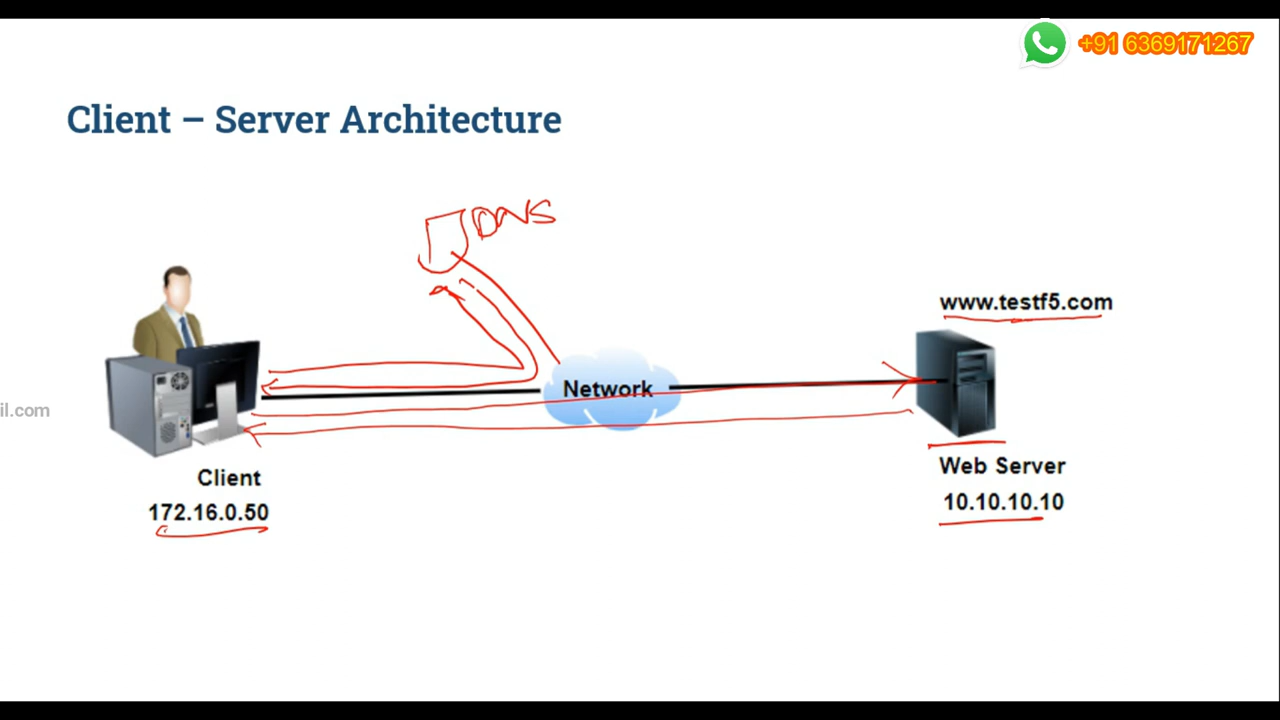 +91 6369171267
Client – Server Architecture
DNS
www.testf5.com
Network
il.com
Client
172.16.0.50
Web Server
10.10.10.10